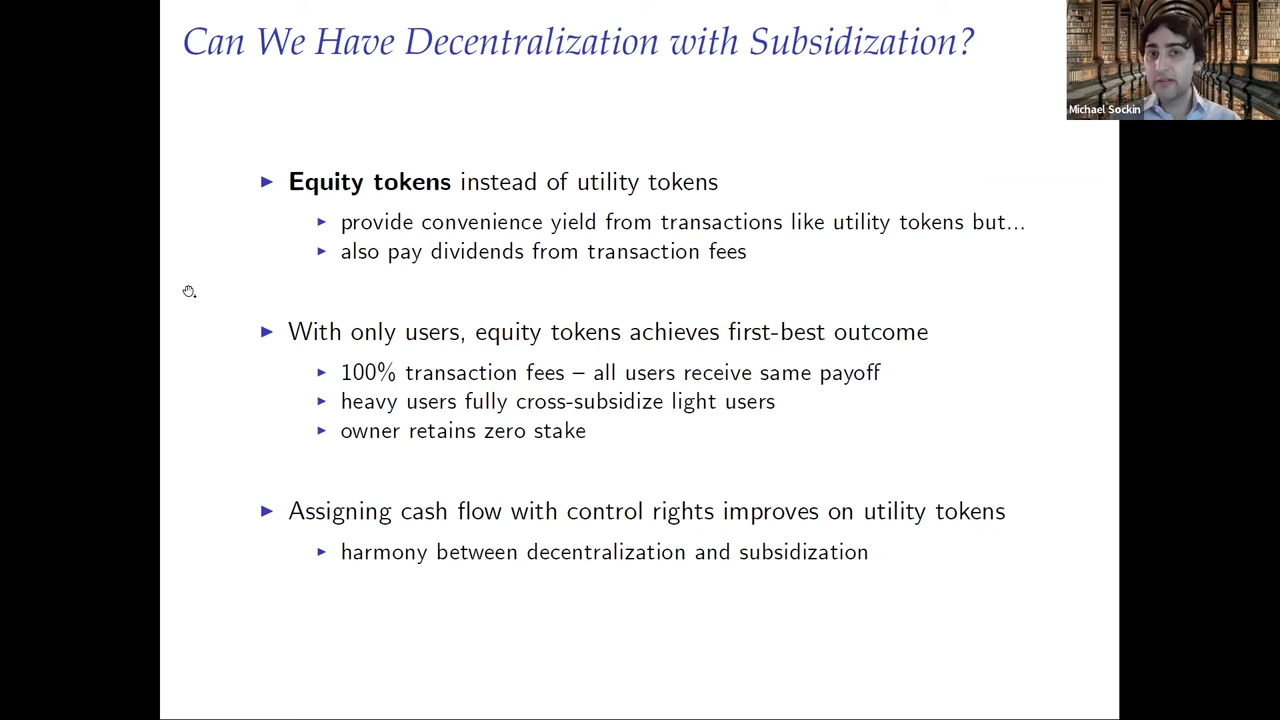 Can We Have Decentralization with Subsidization?
Michael Sockin
Equity tokens instead of utility tokens
provide convenience yield from transactions like utility tokens but...
also pay dividends from transaction fees
With only users, equity tokens achieves first-best outcome
100% transaction fees – all users receive same payoff
heavy users fully cross-subsidize light users
owner retains zero stake
Assigning cash flow with control rights improves on utility tokens
harmony between decentralization and subsidization